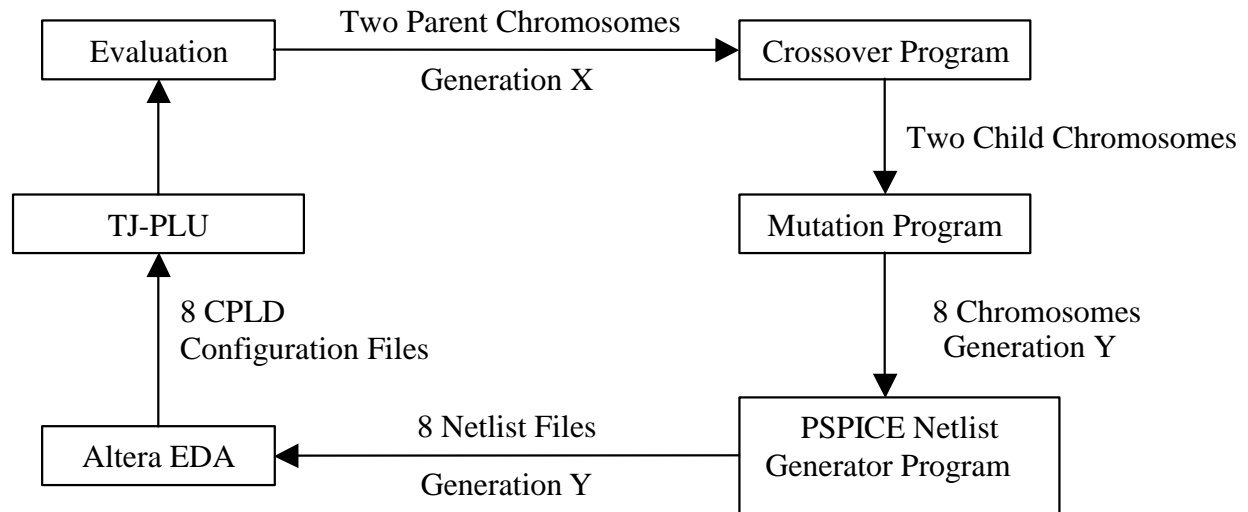 Two Parent Chromosomes
Evaluation
Crossover Program
Generation X
Two Child Chromosomes
TJ-PLU
Mutation Program
8 CPLD
Configuration Files
8 Chromosomes
Generation Y
8 Netlist Files
PSPICE Netlist
Generator Program
Altera EDA
Generation Y